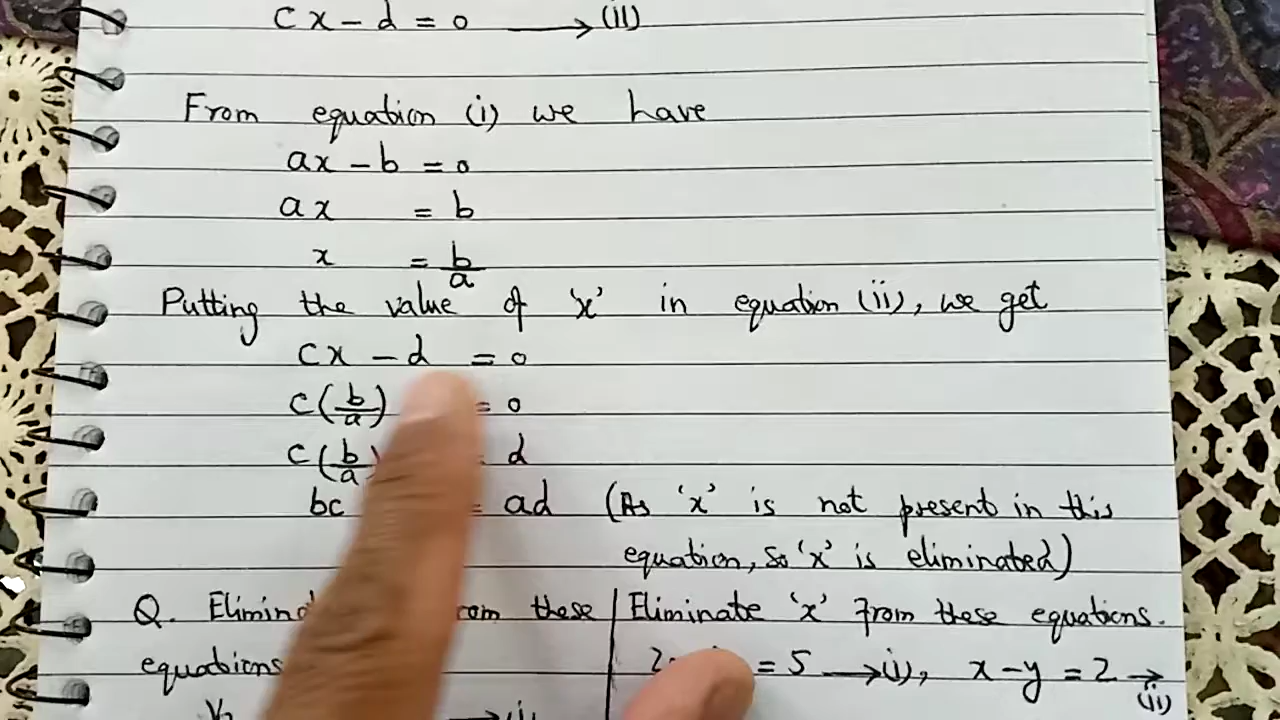 cx - d = 0 → (ii)
From equation (i) we have
ax - b = 0
ax = b
x = b/a
Putting the value of 'x' in equation (ii), we get
cx - d = 0
c(b/a) = 0
c(b/a) = d
bc = ad (As 'x' is not present in this
equation, so 'x' is eliminated)
Q. these
equations
Eliminate 'x' from these equations.
= 5 → (i), x - y = 2 →
(ii)